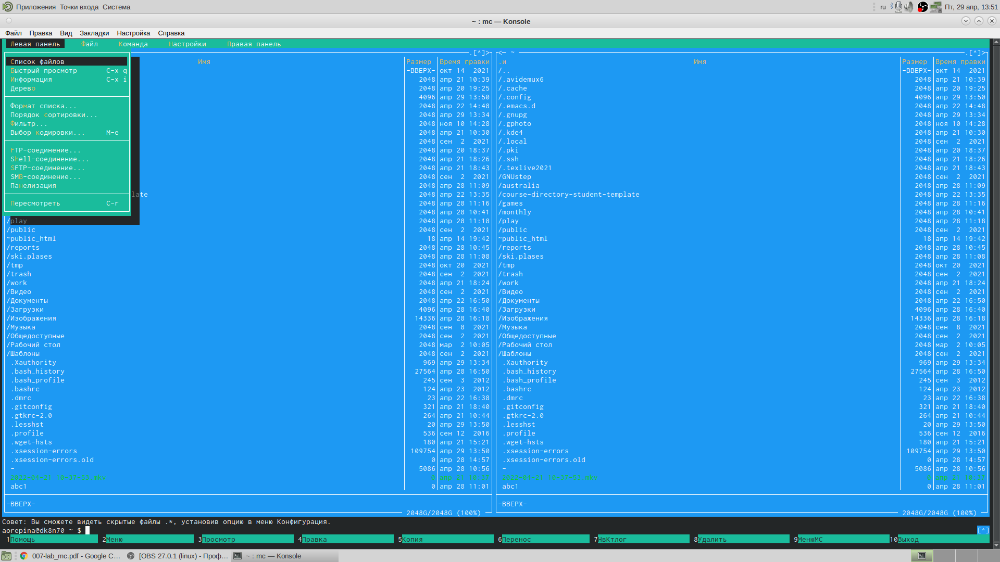 Приложения Точки входа Система
ru Пт, 29 апр, 13:51
~ : mc — Konsole
Файл Правка Вид Закладки Настройка Справка
Левая панель Файл Команда Настройки Правая панель
.[^]> <─ ~ .[^]>
Список файлов Имя Размер Время правки .и Имя Размер Время правки
Быстрый просмотр C-x q -ВВЕРХ- окт 14 2021 /.. -ВВЕРХ- окт 14 2021
Информация C-x i 2048 апр 21 10:39 /.avidemux6 2048 апр 21 10:39
Дерево 2048 апр 20 19:25 /.cache 2048 апр 20 19:25
4096 апр 29 13:50 /.config 4096 апр 29 13:50
Формат списка... 2048 апр 22 14:48 /.emacs.d 2048 апр 22 14:48
Порядок сортировки... 2048 апр 29 13:34 /.gnupg 2048 апр 29 13:34
Фильтр... 2048 ноя 10 14:28 /.gphoto 2048 ноя 10 14:28
Выбор кодировки... M-e 2048 апр 21 10:30 /.kde4 2048 апр 21 10:30
2048 сен 2 2021 /.local 2048 сен 2 2021
FTP-соединение... 2048 апр 20 18:37 /.pki 2048 апр 20 18:37
Shell-соединение... 2048 апр 21 18:26 /.ssh 2048 апр 21 18:26
SFTP-соединение... 2048 апр 21 18:43 /.texlive2021 2048 апр 21 18:43
SMB-соединение... 2048 сен 2 2021 /GNUstep 2048 сен 2 2021
Панелизация 2048 апр 28 11:09 /australia 2048 апр 28 11:09
late 2048 апр 22 13:35 /course-directory-student-template 2048 апр 22 13:35
Пересмотреть C-r 2048 апр 28 11:16 /games 2048 апр 28 11:16
2048 апр 28 10:41 /monthly 2048 апр 28 10:41
/play 2048 апр 28 11:18 /play 2048 апр 28 11:18
/public 2048 сен 2 2021 /public 2048 сен 2 2021
~public_html 18 апр 14 19:42 ~public_html 18 апр 14 19:42
/reports 2048 апр 28 10:45 /reports 2048 апр 28 10:45
/ski.plases 2048 апр 28 11:08 /ski.plases 2048 апр 28 11:08
/tmp 2048 окт 20 2021 /tmp 2048 окт 20 2021
/trash 2048 сен 2 2021 /trash 2048 сен 2 2021
/work 2048 апр 21 18:24 /work 2048 апр 21 18:24
/Видео 2048 сен 2 2021 /Видео 2048 сен 2 2021
/Документы 2048 апр 22 16:50 /Документы 2048 апр 22 16:50
/Загрузки 4096 апр 28 16:40 /Загрузки 4096 апр 28 16:40
/Изображения 14336 апр 28 16:18 /Изображения 14336 апр 28 16:18
/Музыка 2048 сен 8 2021 /Музыка 2048 сен 8 2021
/Общедоступные 2048 сен 2 2021 /Общедоступные 2048 сен 2 2021
/Рабочий стол 2048 мар 2 10:05 /Рабочий стол 2048 мар 2 10:05
/Шаблоны 2048 сен 2 2021 /Шаблоны 2048 сен 2 2021
.Xauthority 969 апр 29 13:34 .Xauthority 969 апр 29 13:34
.bash_history 27564 апр 28 16:50 .bash_history 27564 апр 28 16:50
.bash_profile 245 сен 3 2012 .bash_profile 245 сен 3 2012
.bashrc 124 апр 23 2012 .bashrc 124 апр 23 2012
.dmrc 23 апр 22 16:38 .dmrc 23 апр 22 16:38
.gitconfig 321 апр 21 18:40 .gitconfig 321 апр 21 18:40
.gtkrc-2.0 264 апр 21 10:44 .gtkrc-2.0 264 апр 21 10:44
.lesshst 20 апр 29 13:50 .lesshst 20 апр 29 13:50
.profile 536 сен 12 2016 .profile 536 сен 12 2016
.wget-hsts 180 апр 21 15:21 .wget-hsts 180 апр 21 15:21
.xsession-errors 109754 апр 29 13:50 .xsession-errors 109754 апр 29 13:50
.xsession-errors.old 0 апр 28 14:57 .xsession-errors.old 0 апр 28 14:57
- 5086 апр 28 10:56 - 5086 апр 28 10:56
abc1 0 апр 28 11:01 abc1 0 апр 28 11:01
-ВВЕРХ- -ВВЕРХ-
2048G/2048G (100%) 2048G/2048G (100%)
Совет: Вы сможете видеть скрытые файлы .*, установив опцию в меню Конфигурация.
aorepina@dk8n70 ~ $ [^]
1Помощь 2Меню 3Просмотр 4Правка 5Копия 6Перенос 7НвКтлог 8Удалить 9МенюMC 10Выход
007-lab_mc.pdf - Google C... [OBS 27.0.1 (linux) - Проф... ~ : mc — Konsole